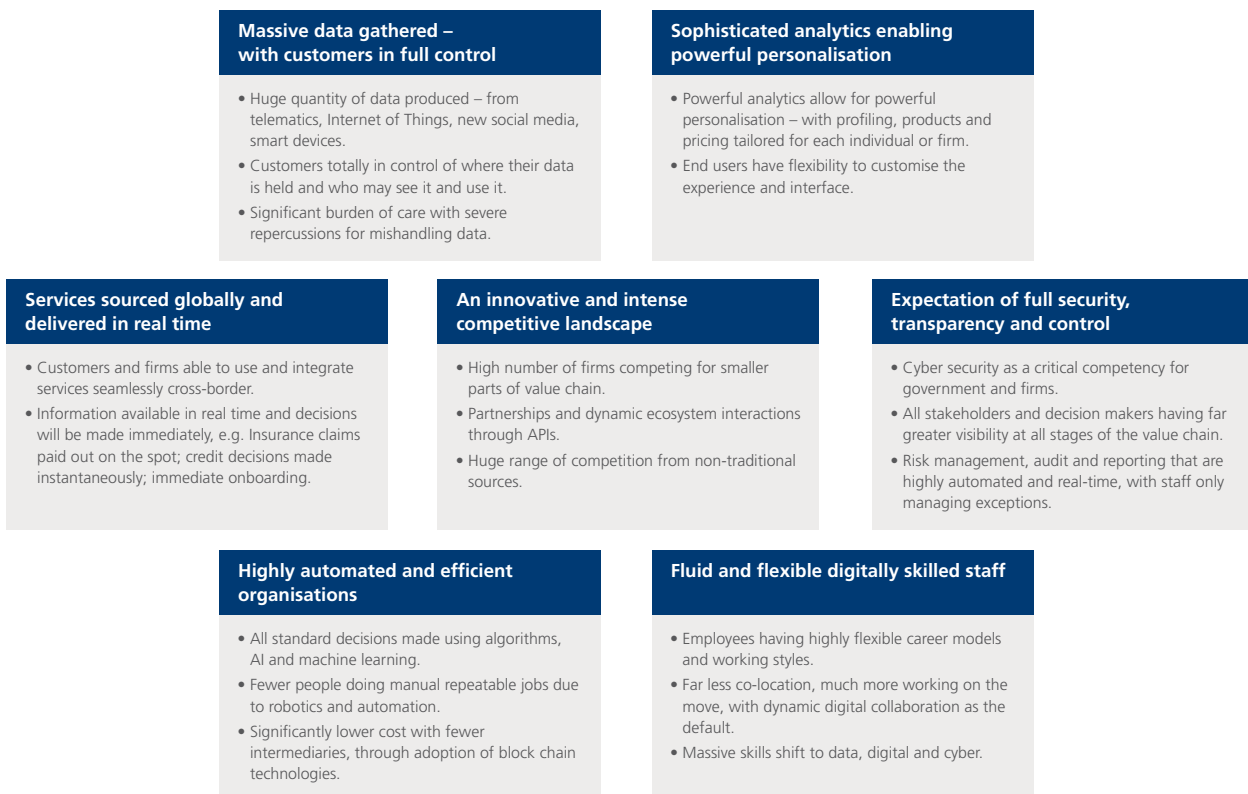 Massive data gathered –
with customers in full control
• Huge quantity of data produced – from
telematics, Internet of Things, new social media,
smart devices.
• Customers totally in control of where their data
is held and who may see it and use it.
• Significant burden of care with severe
repercussions for mishandling data.
Sophisticated analytics enabling
powerful personalisation
• Powerful analytics allow for powerful
personalisation – with profiling, products and
pricing tailored for each individual or firm.
• End users have flexibility to customise the
experience and interface.
Services sourced globally and
delivered in real time
• Customers and firms able to use and integrate
services seamlessly cross-border.
• Information available in real time and decisions
will be made immediately, e.g. Insurance claims
paid out on the spot; credit decisions made
instantaneously; immediate onboarding.
An innovative and intense
competitive landscape
• High number of firms competing for smaller
parts of value chain.
• Partnerships and dynamic ecosystem interactions
through APIs.
• Huge range of competition from non-traditional
sources.
Expectation of full security,
transparency and control
• Cyber security as a critical competency for
government and firms.
• All stakeholders and decision makers having far
greater visibility at all stages of the value chain.
• Risk management, audit and reporting that are
highly automated and real-time, with staff only
managing exceptions.
Highly automated and efficient
organisations
• All standard decisions made using algorithms,
AI and machine learning.
• Fewer people doing manual repeatable jobs due
to robotics and automation.
• Significantly lower cost with fewer
intermediaries, through adoption of block chain
technologies.
Fluid and flexible digitally skilled staff
• Employees having highly flexible career models
and working styles.
• Far less co-location, much more working on the
move, with dynamic digital collaboration as the
default.
• Massive skills shift to data, digital and cyber.